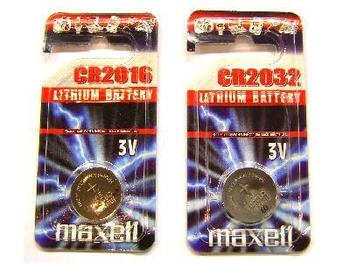 CR2016
LITHIUM BATTERY
3V
maxell
CR2032
LITHIUM BATTERY
3V
maxell